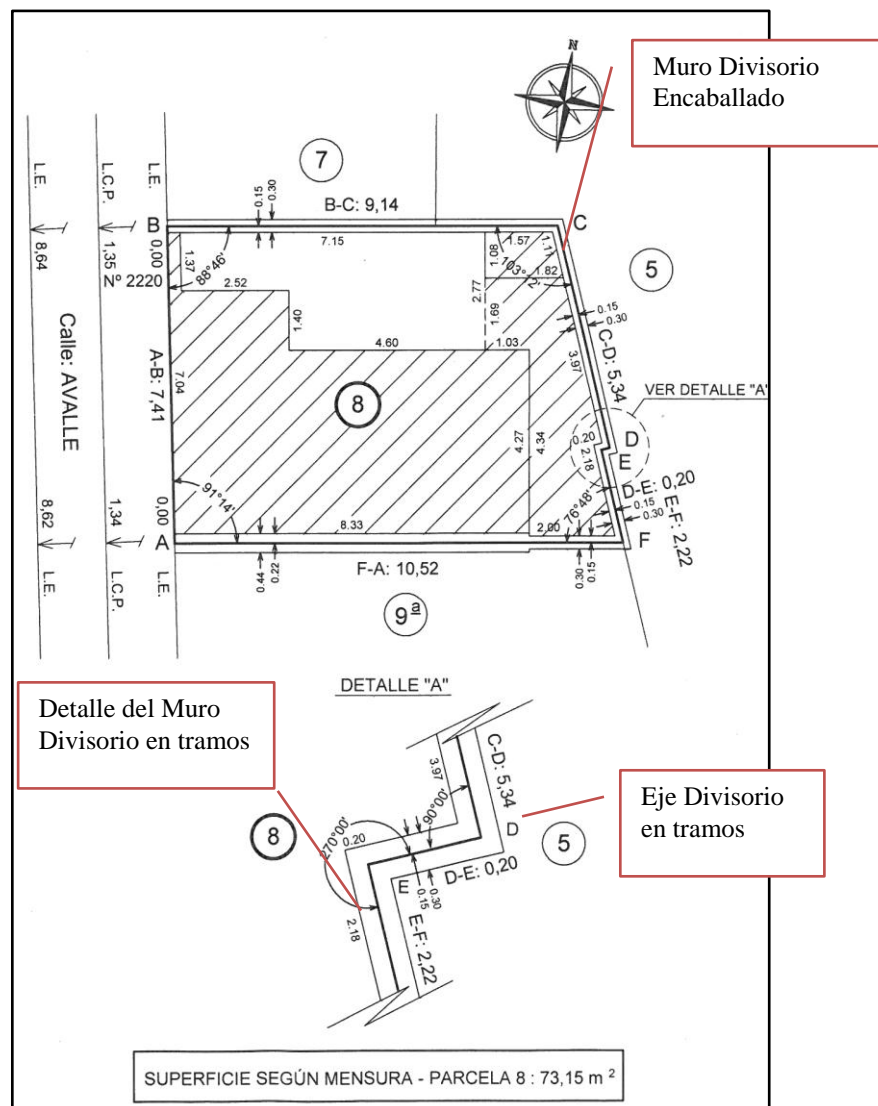 N
Muro Divisorio
Encaballado
7
L.E.
L.C.P.
L.E.
0.15
0.30
B-C: 9,14
B
C
8,64
1,35
0,00
Nº 2220
1.37
88°46'
7.15
1.57
1.11
1.08
1.82
2.52
2.77
1.69
1.40
4.60
1.03
5
0.15
0.30
C-D: 5,34
3.97
Calle: AVALLE
A-B: 7,41
7.04
8
VER DETALLE "A"
0.20
D
E
2.18
4.27
4.34
D-E: 0,20
0.15
0.30
E-F: 2,22
8,62
1,34
0,00
91°14'
76°48'
8.33
2.00
A
F
L.E.
L.C.P.
L.E.
0.44
0.22
F-A: 10,52
0.30
0.15
9ª
DETALLE "A"
Detalle del Muro
Divisorio en tramos
3.97
C-D: 5,34
Eje Divisorio
en tramos
8
270°00'
0.20
90°00'
D
5
E
D-E: 0,20
0.15
0.30
2.18
E-F: 2,22
SUPERFICIE SEGÚN MENSURA - PARCELA 8 : 73,15 m 2